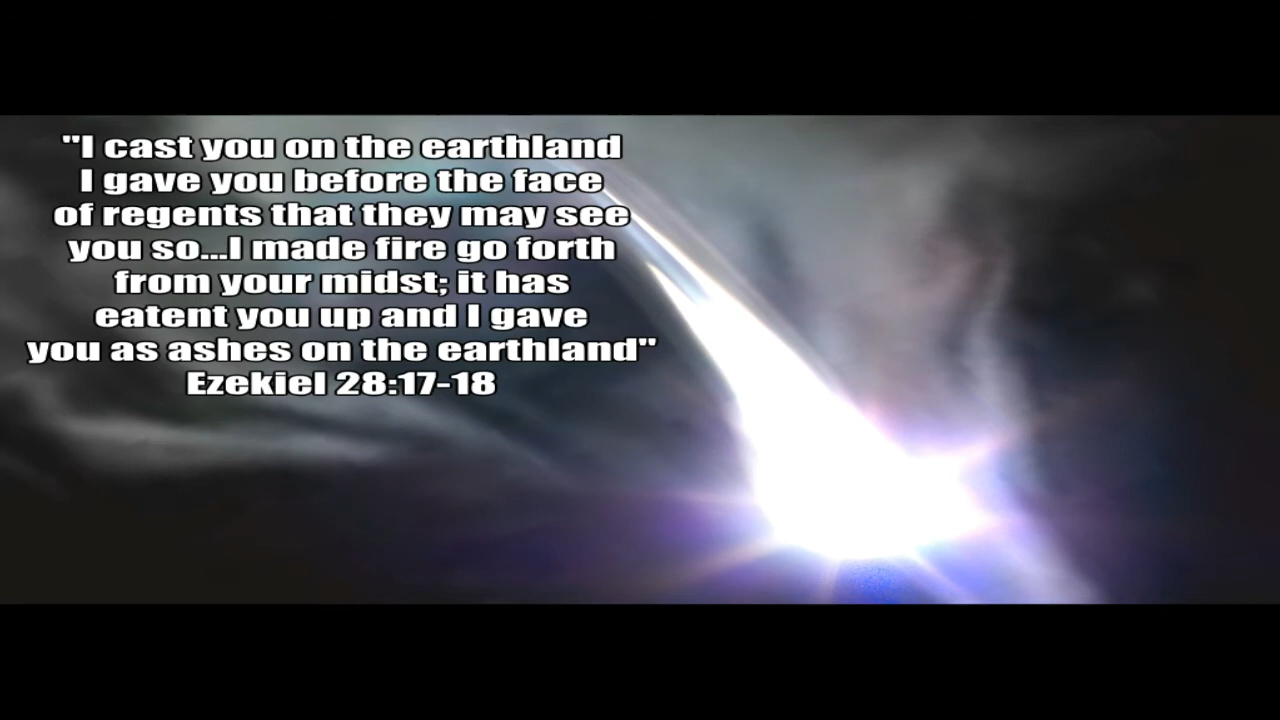 "I cast you on the earthland
I gave you before the face
of regents that they may see
you so...I made fire go forth
from your midst; it has
eatent you up and I gave
you as ashes on the earthland"
Ezekiel 28:17-18